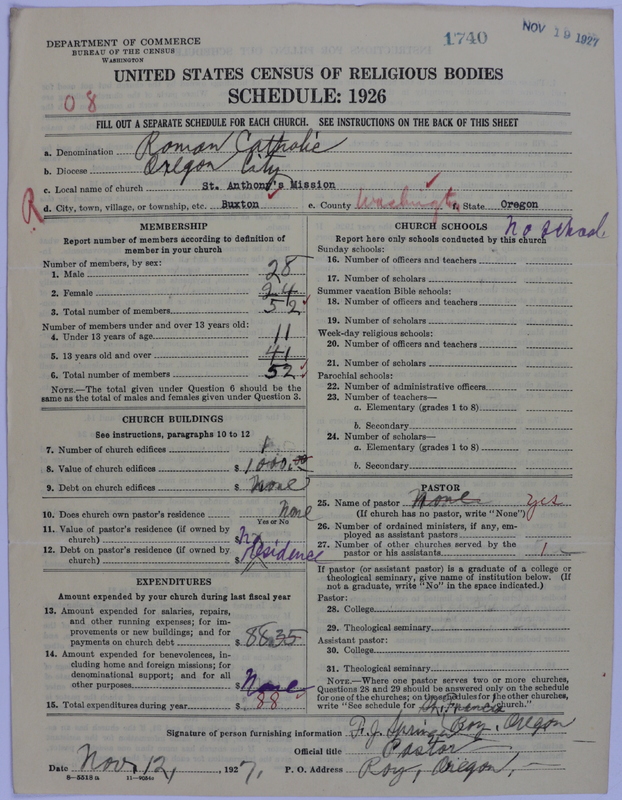 1740
NOV 19 1927
DEPARTMENT OF COMMERCE
BUREAU OF THE CENSUS
WASHINGTON
UNITED STATES CENSUS OF RELIGIOUS BODIES
SCHEDULE: 1926
08
FILL OUT A SEPARATE SCHEDULE FOR EACH CHURCH. SEE INSTRUCTIONS ON THE BACK OF THIS SHEET
a. Denomination Roman Catholic
b. Diocese Oregon City
c. Local name of church St. Anthony's Mission
R
d. City, town, village, or township, etc. Buxton e. County Washingt f. State Oregon
MEMBERSHIP
Report number of members according to definition of
member in your church
Number of members, by sex:
1. Male 28
2. Female 24
3. Total number of members 52
Number of members under and over 13 years old:
4. Under 13 years of age 11
5. 13 years old and over 41
6. Total number of members 52
NOTE.—The total given under Question 6 should be the
same as the total of males and females given under Question 3.
CHURCH BUILDINGS
See instructions, paragraphs 10 to 12
7. Number of church edifices 1
8. Value of church edifices $ 1000.00
9. Debt on church edifices $ None
10. Does church own pastor's residence None
Yes or No
11. Value of pastor's residence (if owned by
church) $ no
12. Debt on pastor's residence (if owned by
church) $ residence
EXPENDITURES
Amount expended by your church during last fiscal year
13. Amount expended for salaries, repairs,
and other running expenses; for im-
provements or new buildings; and for
payments on church debt $ 88.35
14. Amount expended for benevolences, in-
cluding home and foreign missions; for
denominational support; and for all
other purposes $ None
15. Total expenditures during year $ 88
CHURCH SCHOOLS
Report here only schools conducted by this church
No school
Sunday schools:
16. Number of officers and teachers
17. Number of scholars
Summer vacation Bible schools:
18. Number of officers and teachers
19. Number of scholars
Week-day religious schools:
20. Number of officers and teachers
21. Number of scholars
Parochial schools:
22. Number of administrative officers
23. Number of teachers—
a. Elementary (grades 1 to 8)
b. Secondary
24. Number of scholars—
a. Elementary (grades 1 to 8)
b. Secondary
PASTOR
25. Name of pastor None yes
(If church has no pastor, write "None")
26. Number of ordained ministers, if any, em-
ployed as assistant pastors
27. Number of other churches served by the
pastor or his assistants 1
If pastor (or assistant pastor) is a graduate of a college or
theological seminary, give name of institution below. (If
not a graduate, write "No" in the space indicated.)
Pastor:
28. College
29. Theological seminary
Assistant pastor:
30. College
31. Theological seminary
NOTE.—Where one pastor serves two or more churches,
Questions 28 and 29 should be answered only on the schedule
for one of the churches; on the schedules for the other churches,
write "See schedule for St. Francis church."
Roy, Oregon
Signature of person furnishing information F. J. Springer
Official title Pastor
Date Nov. 12, 1927. P. O. Address Roy, Oregon,
8—5518a 11—9054